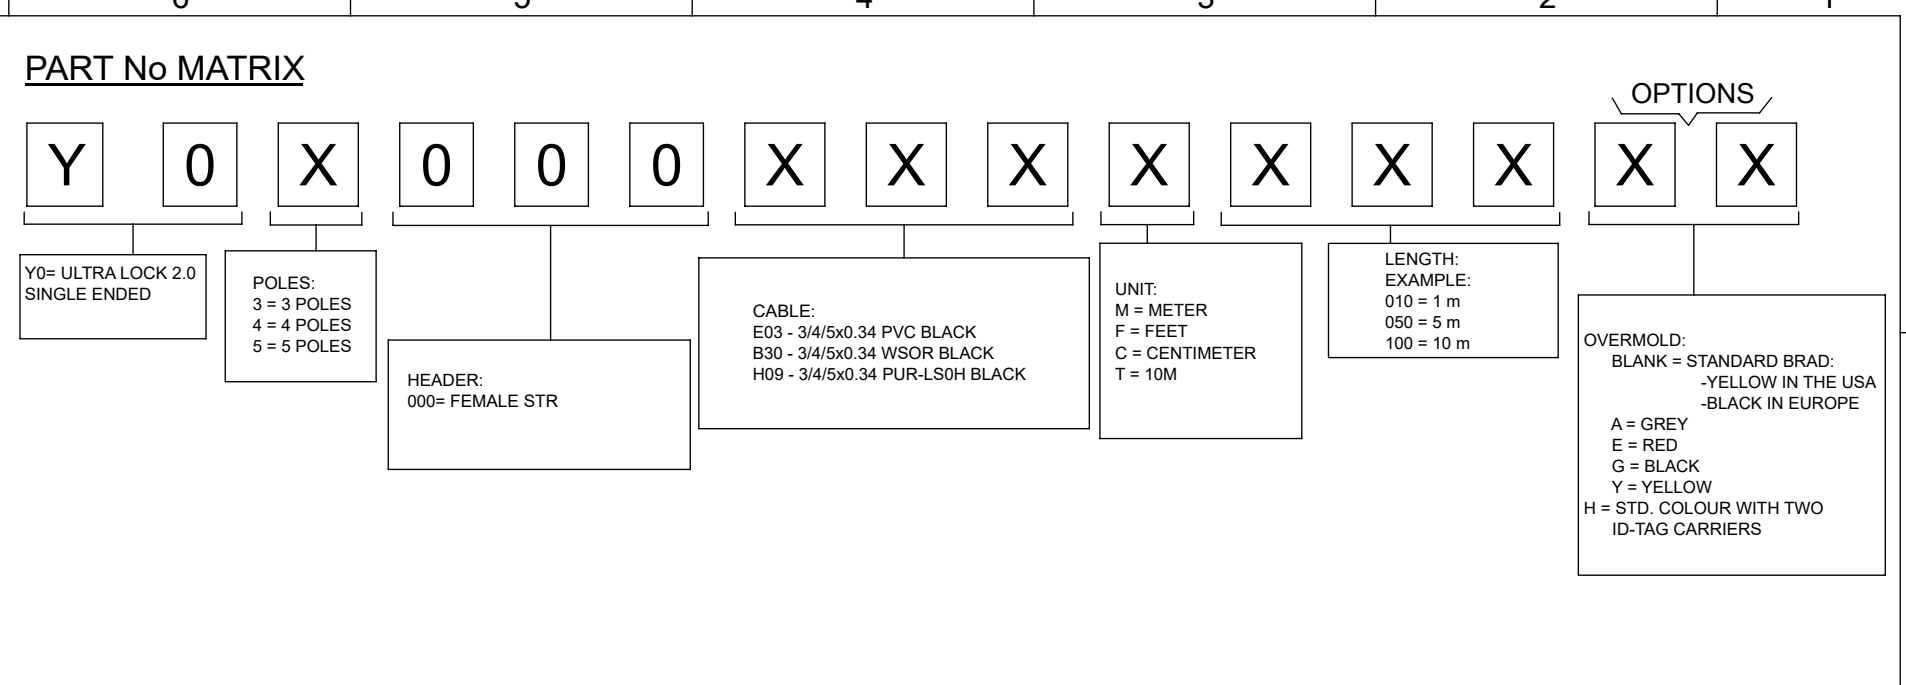 PART No MATRIX
OPTIONS
Y 0 X 0 0 0 X X X X X X X X X
Y0= ULTRA LOCK 2.0
SINGLE ENDED
POLES:
3 = 3 POLES
4 = 4 POLES
5 = 5 POLES
HEADER:
000= FEMALE STR
CABLE:
E03 - 3/4/5x0.34 PVC BLACK
B30 - 3/4/5x0.34 WSOR BLACK
H09 - 3/4/5x0.34 PUR-LS0H BLACK
UNIT:
M = METER
F = FEET
C = CENTIMETER
T = 10M
LENGTH:
EXAMPLE:
010 = 1 m
050 = 5 m
100 = 10 m
OVERMOLD:
BLANK = STANDARD BRAD:
-YELLOW IN THE USA
-BLACK IN EUROPE
A = GREY
E = RED
G = BLACK
Y = YELLOW
H = STD. COLOUR WITH TWO
ID-TAG CARRIERS